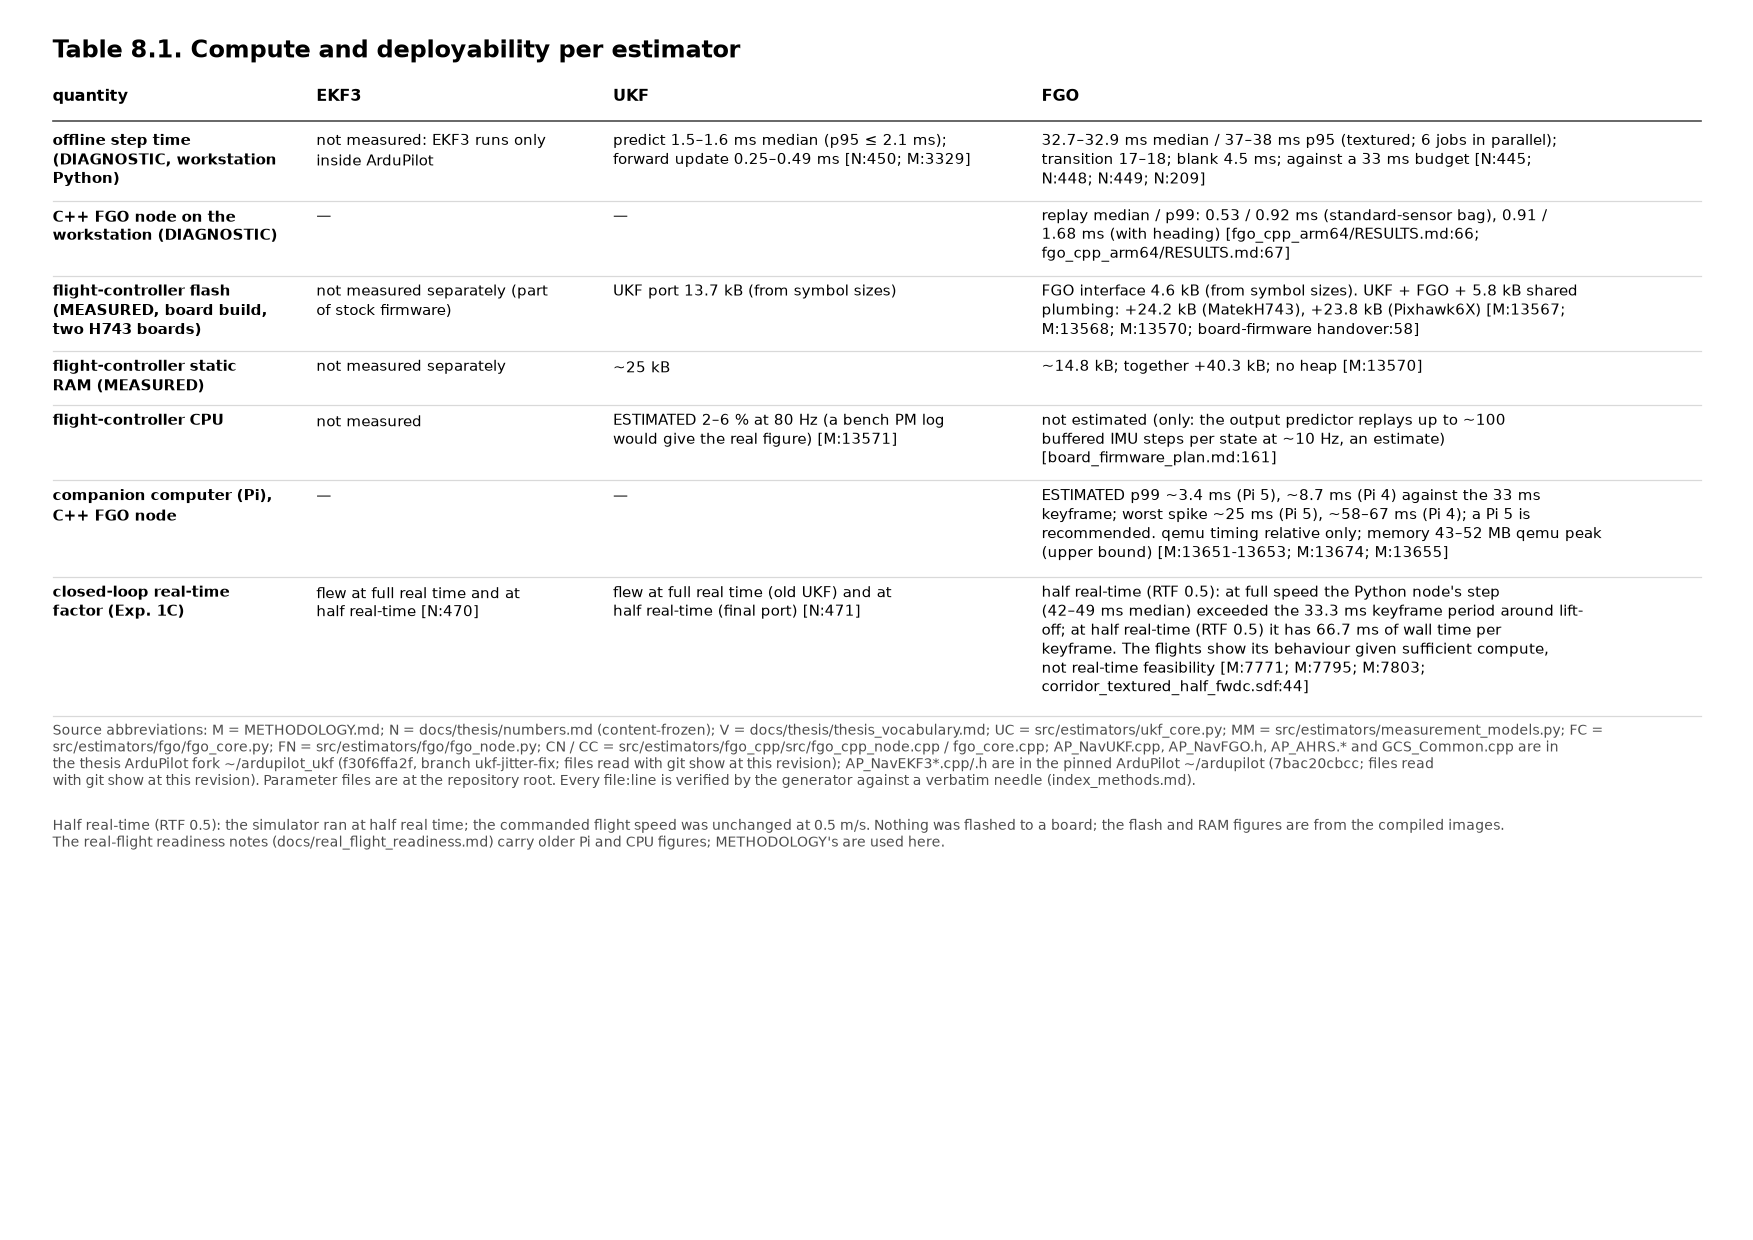 Table 8.1. Compute and deployability per estimator
quantity EKF3 UKF FGO
offline step time
(DIAGNOSTIC, workstation
Python)
not measured: EKF3 runs only
inside ArduPilot
predict 1.5–1.6 ms median (p95 ≤ 2.1 ms);
forward update 0.25–0.49 ms [N:450; M:3329]
32.7–32.9 ms median / 37–38 ms p95 (textured; 6 jobs in parallel);
transition 17–18; blank 4.5 ms; against a 33 ms budget [N:445;
N:448; N:449; N:209]
C++ FGO node on the
workstation (DIAGNOSTIC)
—
—
replay median / p99: 0.53 / 0.92 ms (standard-sensor bag), 0.91 /
1.68 ms (with heading) [fgo_cpp_arm64/RESULTS.md:66;
fgo_cpp_arm64/RESULTS.md:67]
flight-controller flash
(MEASURED, board build,
two H743 boards)
not measured separately (part
of stock firmware)
UKF port 13.7 kB (from symbol sizes)
FGO interface 4.6 kB (from symbol sizes). UKF + FGO + 5.8 kB shared
plumbing: +24.2 kB (MatekH743), +23.8 kB (Pixhawk6X) [M:13567;
M:13568; M:13570; board-firmware handover:58]
flight-controller static
RAM (MEASURED)
not measured separately
~25 kB
~14.8 kB; together +40.3 kB; no heap [M:13570]
flight-controller CPU
not measured
ESTIMATED 2–6 % at 80 Hz (a bench PM log
would give the real figure) [M:13571]
not estimated (only: the output predictor replays up to ~100
buffered IMU steps per state at ~10 Hz, an estimate)
[board_firmware_plan.md:161]
companion computer (Pi),
C++ FGO node
—
—
ESTIMATED p99 ~3.4 ms (Pi 5), ~8.7 ms (Pi 4) against the 33 ms
keyframe; worst spike ~25 ms (Pi 5), ~58–67 ms (Pi 4); a Pi 5 is
recommended. qemu timing relative only; memory 43–52 MB qemu peak
(upper bound) [M:13651-13653; M:13674; M:13655]
closed-loop real-time
factor (Exp. 1C)
flew at full real time and at
half real-time [N:470]
flew at full real time (old UKF) and at
half real-time (final port) [N:471]
half real-time (RTF 0.5): at full speed the Python node's step
(42–49 ms median) exceeded the 33.3 ms keyframe period around lift-
off; at half real-time (RTF 0.5) it has 66.7 ms of wall time per
keyframe. The flights show its behaviour given sufficient compute,
not real-time feasibility [M:7771; M:7795; M:7803;
corridor_textured_half_fwdc.sdf:44]
Source abbreviations: M = METHODOLOGY.md; N = docs/thesis/numbers.md (content-frozen); V = docs/thesis/thesis_vocabulary.md; UC = src/estimators/ukf_core.py; MM = src/estimators/measurement_models.py; FC =
src/estimators/fgo/fgo_core.py; FN = src/estimators/fgo/fgo_node.py; CN / CC = src/estimators/fgo_cpp/src/fgo_cpp_node.cpp / fgo_core.cpp; AP_NavUKF.cpp, AP_NavFGO.h, AP_AHRS.* and GCS_Common.cpp are in
the thesis ArduPilot fork ~/ardupilot_ukf (f30f6ffa2f, branch ukf-jitter-fix; files read with git show at this revision); AP_NavEKF3*.cpp/.h are in the pinned ArduPilot ~/ardupilot (7bac20cbcc; files read
with git show at this revision). Parameter files are at the repository root. Every file:line is verified by the generator against a verbatim needle (index_methods.md).
Half real-time (RTF 0.5): the simulator ran at half real time; the commanded flight speed was unchanged at 0.5 m/s. Nothing was flashed to a board; the flash and RAM figures are from the compiled images.
The real-flight readiness notes (docs/real_flight_readiness.md) carry older Pi and CPU figures; METHODOLOGY's are used here.